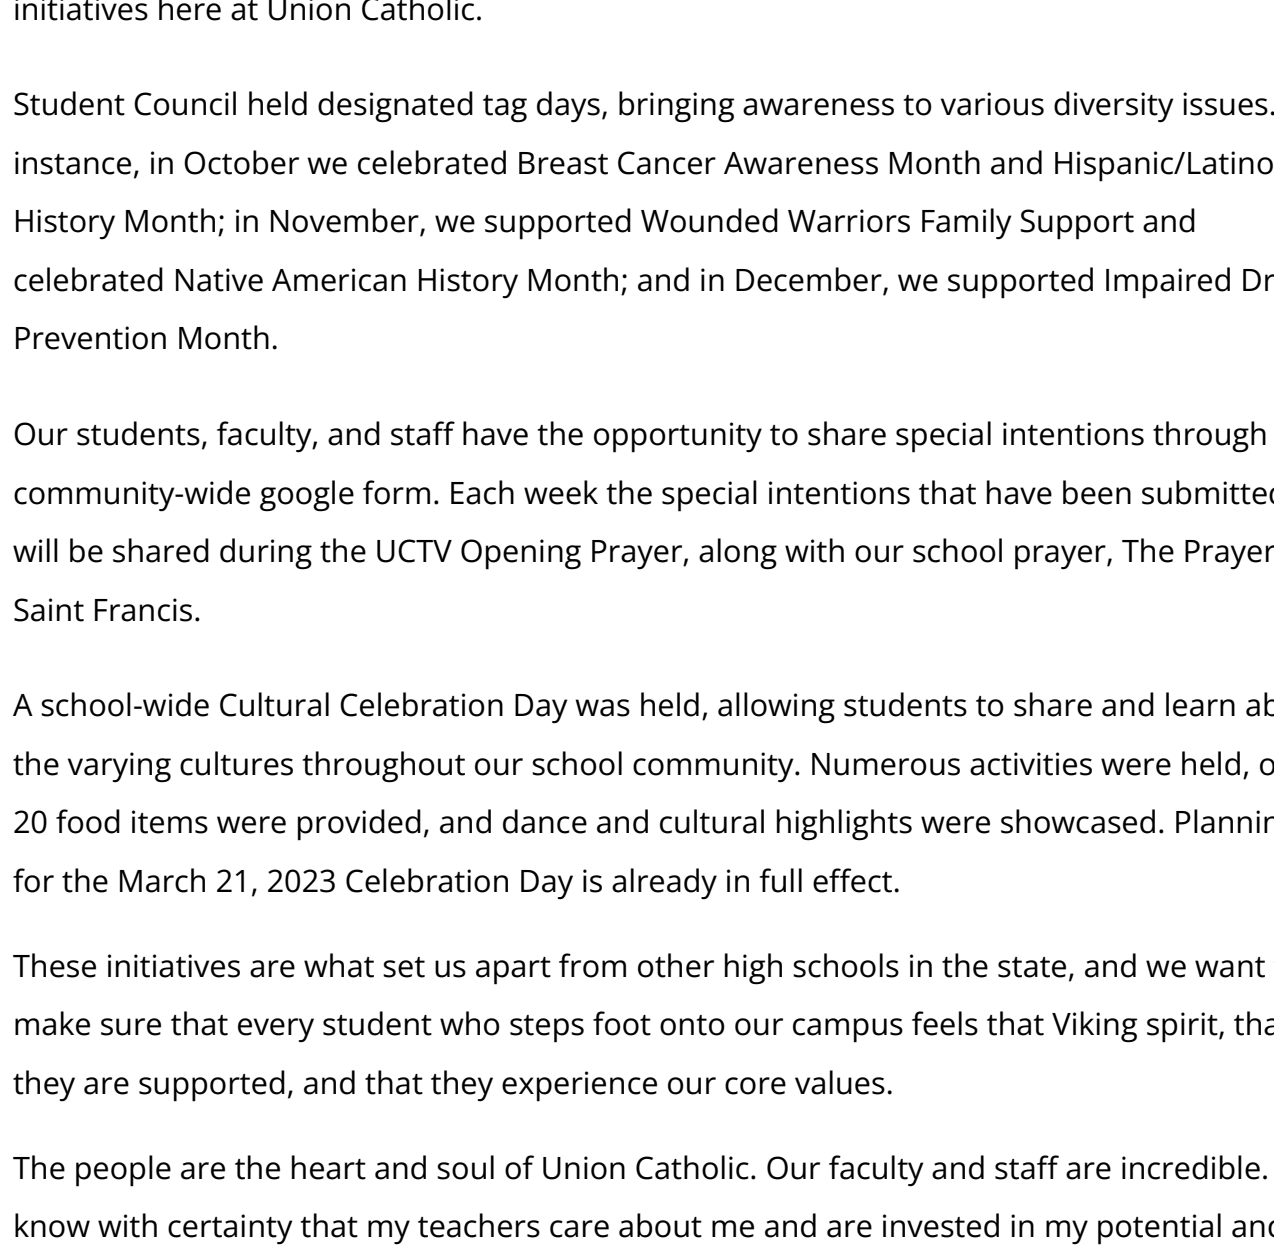 initiatives here at Union Catholic.
Student Council held designated tag days, bringing awareness to various diversity issues.
instance, in October we celebrated Breast Cancer Awareness Month and Hispanic/Latino
History Month; in November, we supported Wounded Warriors Family Support and
celebrated Native American History Month; and in December, we supported Impaired Dr
Prevention Month.
Our students, faculty, and staff have the opportunity to share special intentions through
community-wide google form. Each week the special intentions that have been submitted
will be shared during the UCTV Opening Prayer, along with our school prayer, The Prayer
Saint Francis.
A school-wide Cultural Celebration Day was held, allowing students to share and learn ab
the varying cultures throughout our school community. Numerous activities were held, o
20 food items were provided, and dance and cultural highlights were showcased. Plannin
for the March 21, 2023 Celebration Day is already in full effect.
These initiatives are what set us apart from other high schools in the state, and we want
make sure that every student who steps foot onto our campus feels that Viking spirit, tha
they are supported, and that they experience our core values.
The people are the heart and soul of Union Catholic. Our faculty and staff are incredible.
know with certainty that my teachers care about me and are invested in my potential and